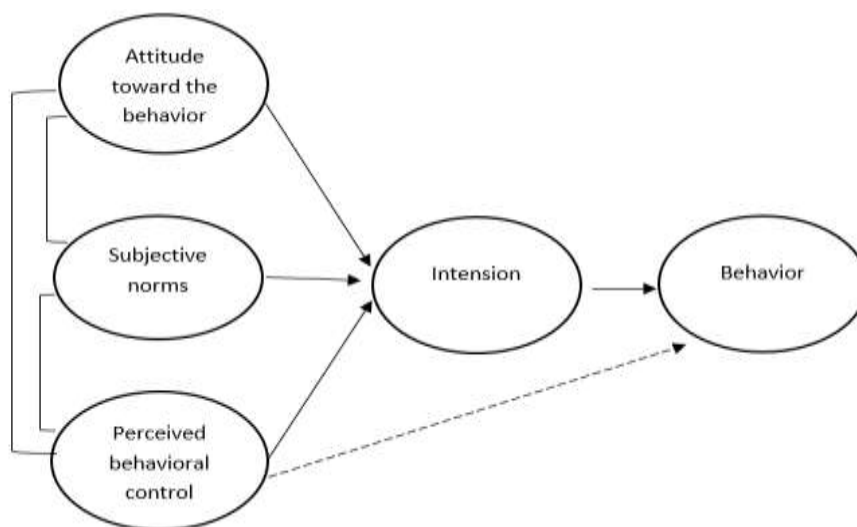 Attitude
toward the
behavior
Subjective
norms
Intension
Behavior
Perceived
behavioral
control